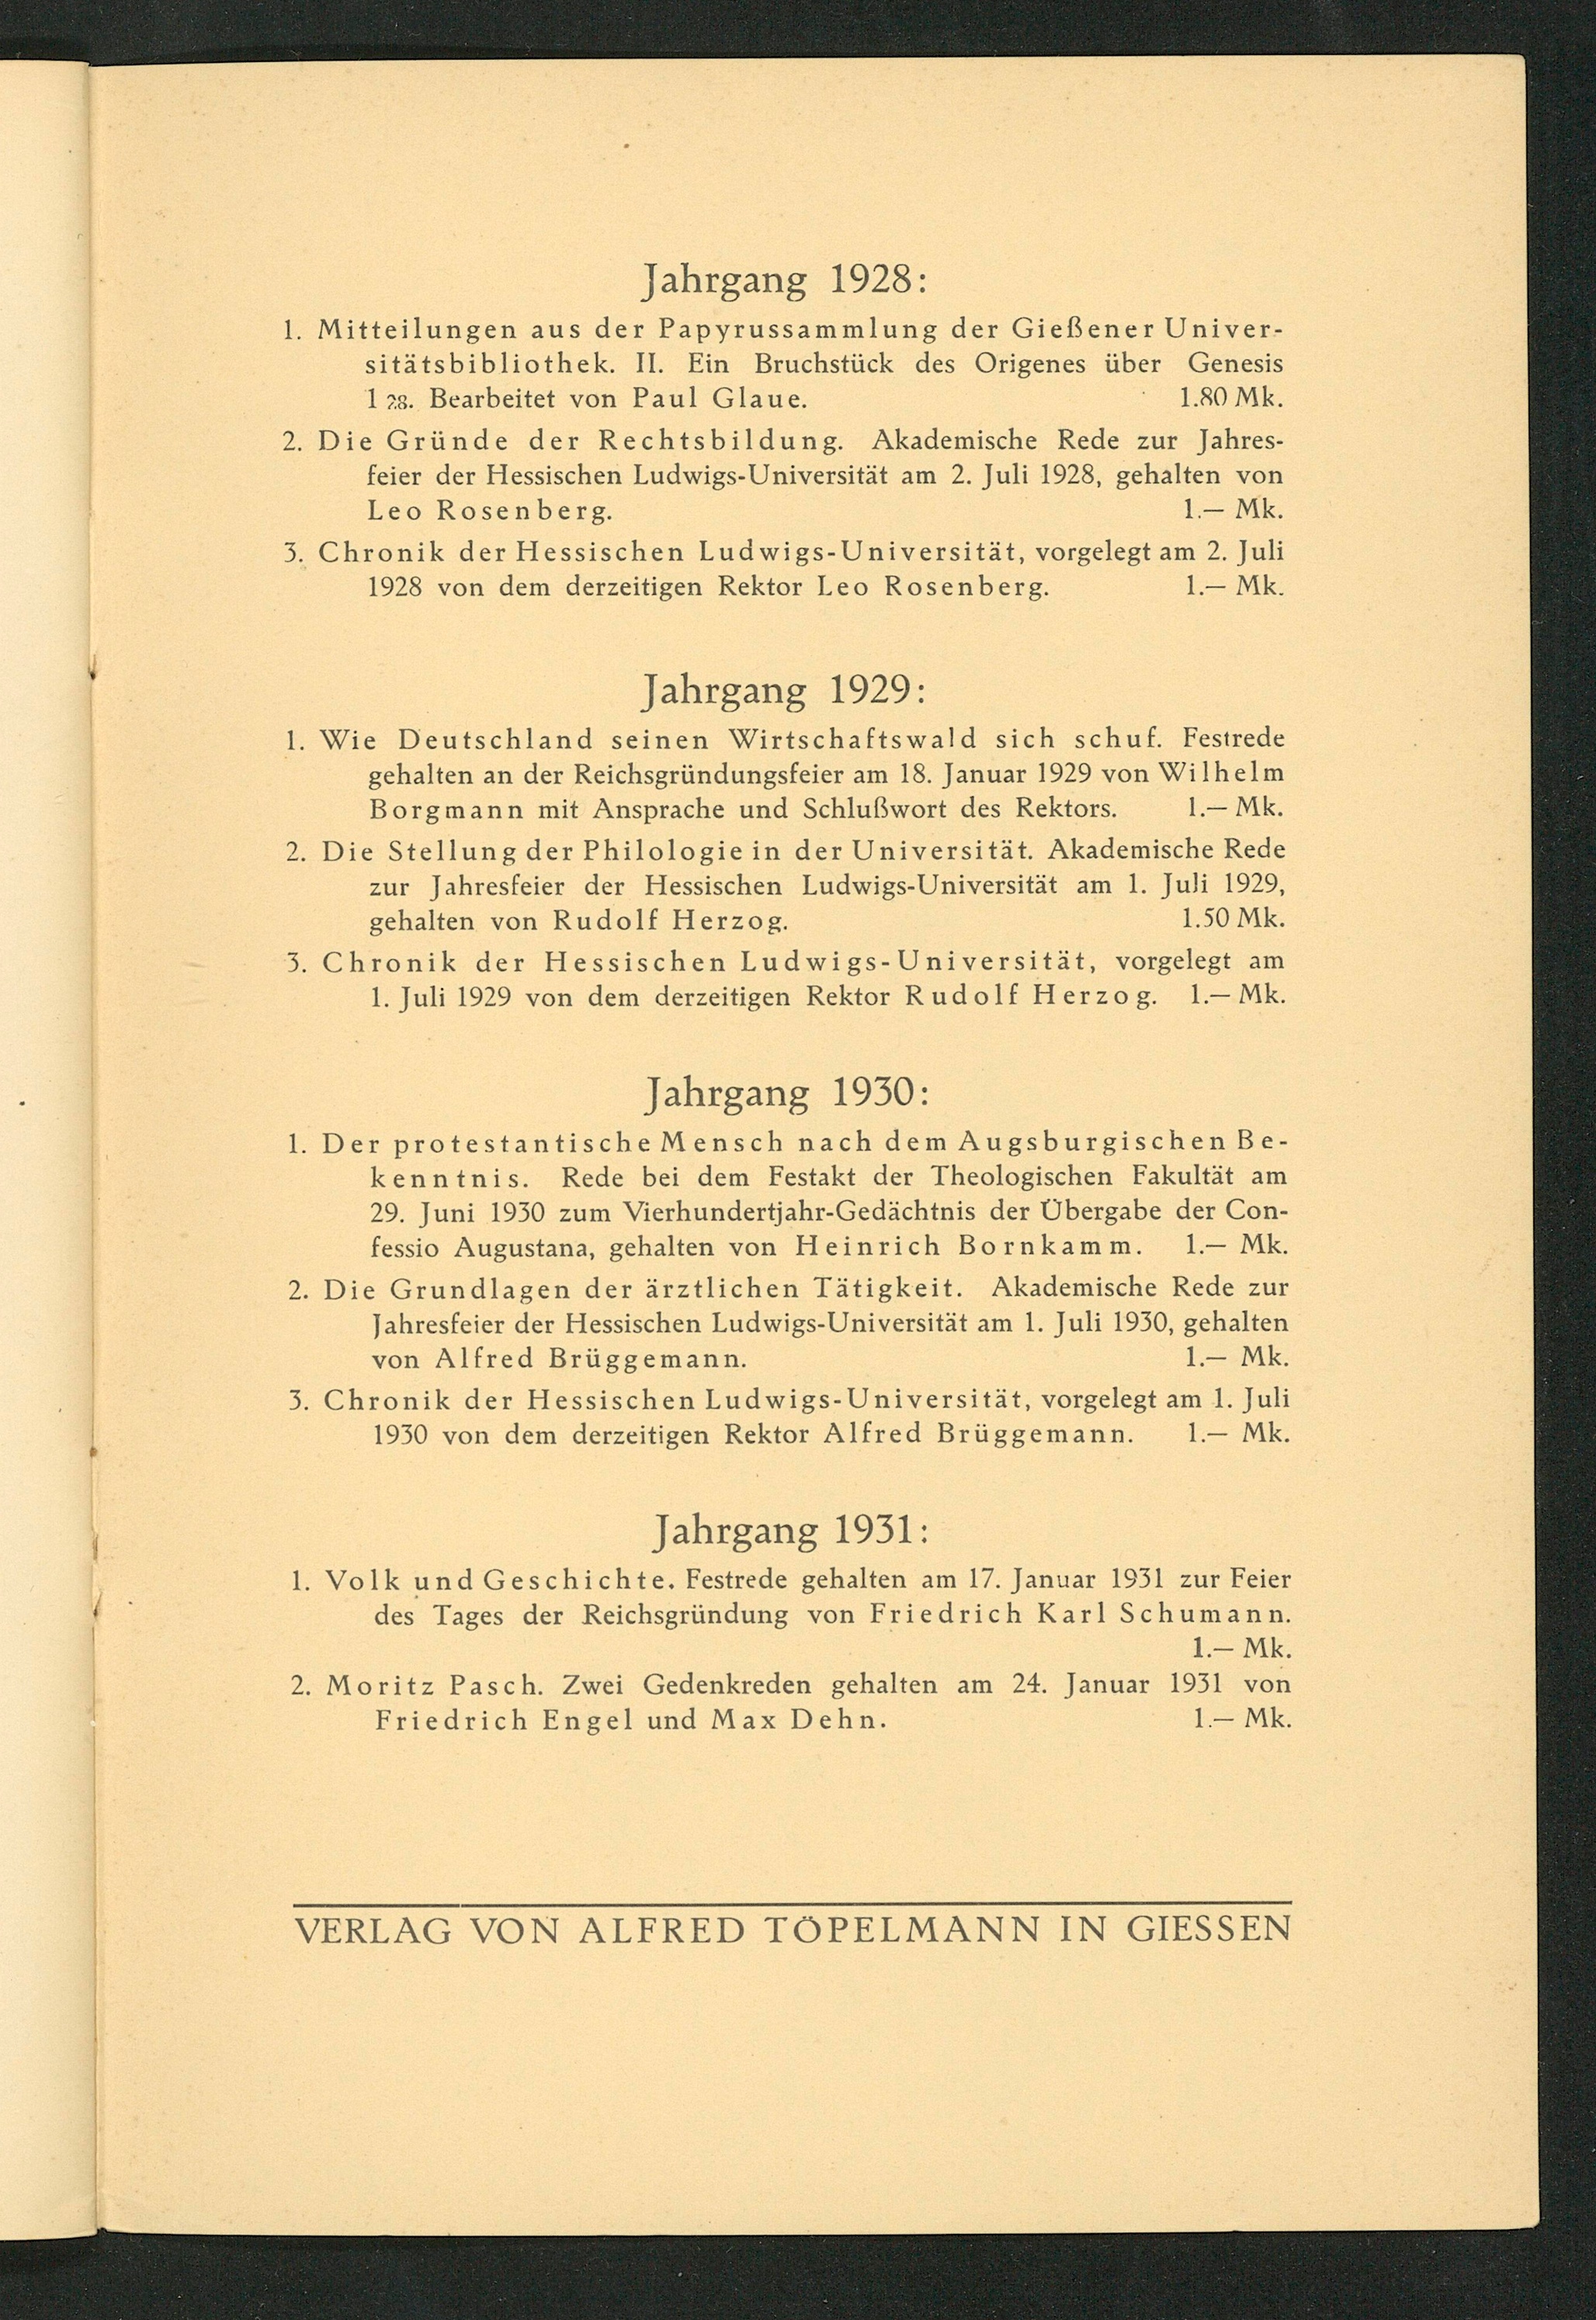 Jahrgang 1928:
1. Mitteilungen aus der Papyrussammlung der Gießener Univer-
sitätsbibliothek. II. Ein Bruchstück des Origenes über Genesis
1 28. Bearbeitet von Paul Glaue. 1.80 Mk.
2. Die Gründe der Rechtsbildung. Akademische Rede zur Jahres-
feier der Hessischen Ludwigs-Universität am 2. Juli 1928, gehalten von
Leo Rosenberg. 1.— Mk.
3. Chronik der Hessischen Ludwigs-Universität, vorgelegt am 2. Juli
1928 von dem derzeitigen Rektor Leo Rosenberg. 1.— Mk.
Jahrgang 1929:
1. Wie Deutschland seinen Wirtschaftswald sich schuf. Festrede
gehalten an der Reichsgründungsfeier am 18. Januar 1929 von Wilhelm
Borgmann mit Ansprache und Schlußwort des Rektors. 1.— Mk.
2. Die Stellung der Philologie in der Universität. Akademische Rede
zur Jahresfeier der Hessischen Ludwigs-Universität am 1. Juli 1929,
gehalten von Rudolf Herzog. 1.50 Mk.
3. Chronik der Hessischen Ludwigs-Universität, vorgelegt am
1. Juli 1929 von dem derzeitigen Rektor Rudolf Herzog. 1.— Mk.
Jahrgang 1930:
1. Der protestantische Mensch nach dem Augsburgischen Be-
kenntnis. Rede bei dem Festakt der Theologischen Fakultät am
29. Juni 1930 zum Vierhundertjahr-Gedächtnis der Übergabe der Con-
fessio Augustana, gehalten von Heinrich Bornkamm. 1.— Mk.
2. Die Grundlagen der ärztlichen Tätigkeit. Akademische Rede zur
Jahresfeier der Hessischen Ludwigs-Universität am 1. Juli 1930, gehalten
von Alfred Brüggemann. 1.— Mk.
3. Chronik der Hessischen Ludwigs-Universität, vorgelegt am 1. Juli
1930 von dem derzeitigen Rektor Alfred Brüggemann. 1.— Mk.
Jahrgang 1931:
1. Volk und Geschichte. Festrede gehalten am 17. Januar 1931 zur Feier
des Tages der Reichsgründung von Friedrich Karl Schumann.
1.— Mk.
2. Moritz Pasch. Zwei Gedenkreden gehalten am 24. Januar 1931 von
Friedrich Engel und Max Dehn. 1.— Mk.
VERLAG VON ALFRED TÖPELMANN IN GIESSEN